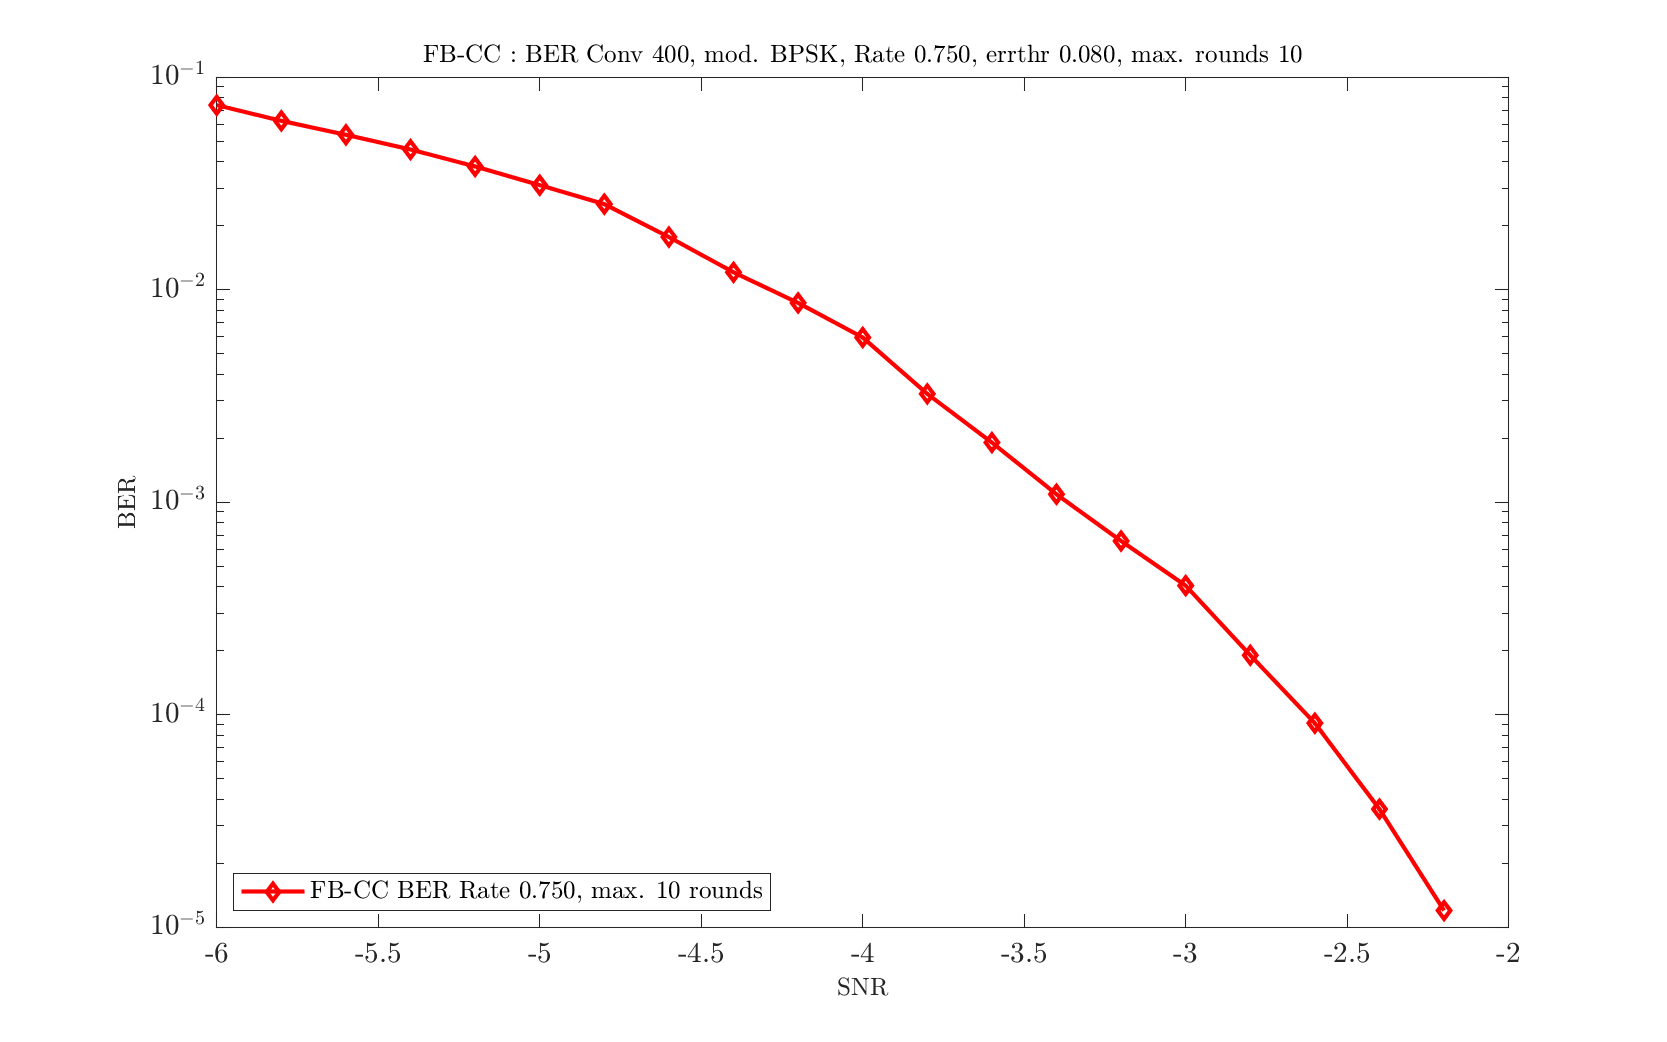 FB-CC : BER Conv 400, mod. BPSK, Rate 0.750, errthr 0.080, max. rounds 10
10⁻¹
10⁻²
10⁻³
10⁻⁴
10⁻⁵
BER
FB-CC BER Rate 0.750, max. 10 rounds
-6 -5.5 -5 -4.5 -4 -3.5 -3 -2.5 -2
SNR